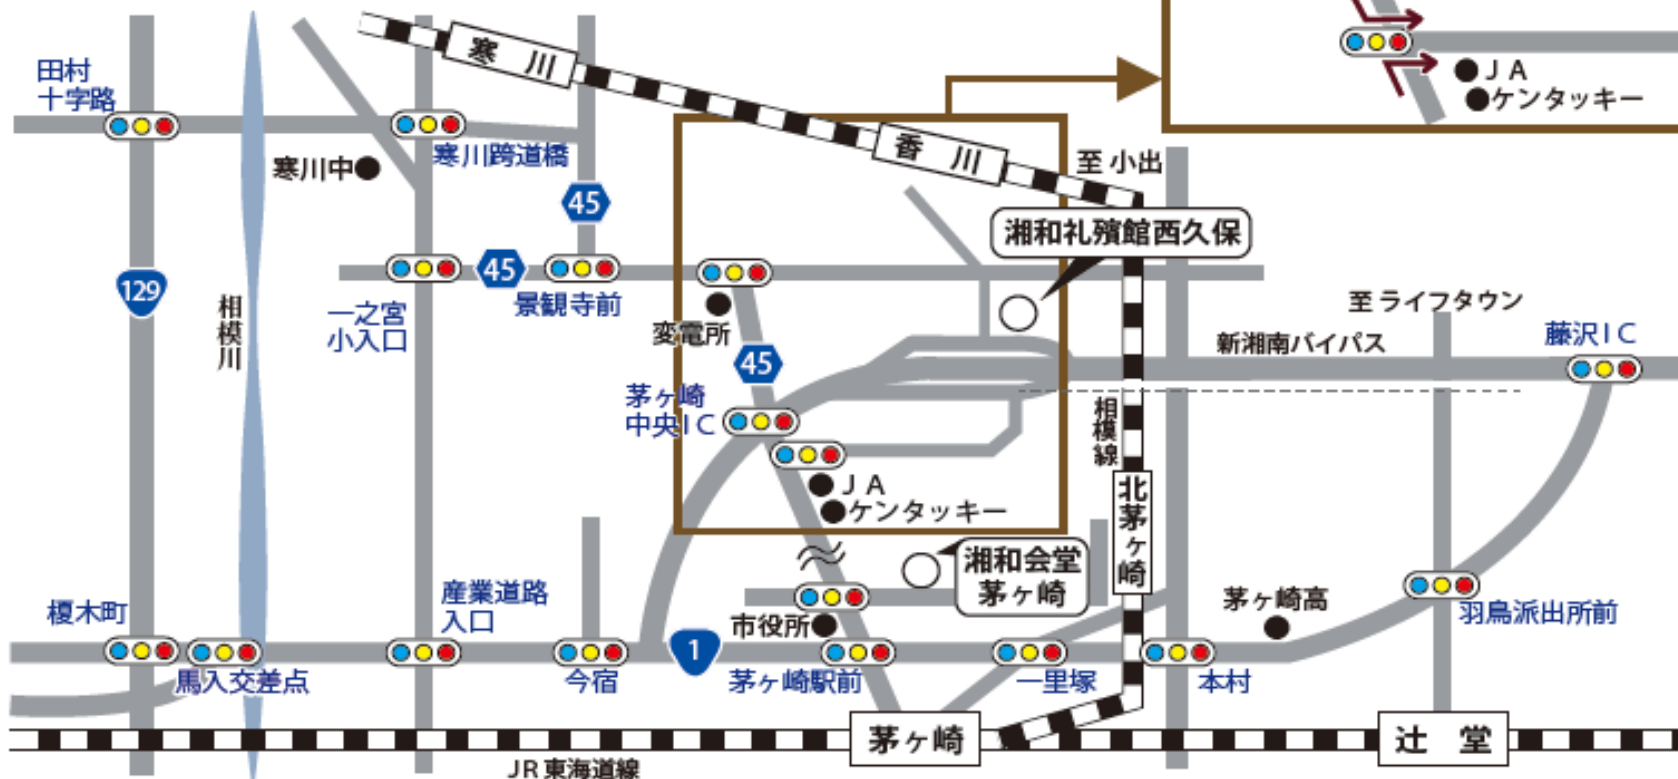 田村
十字路
寒　川
J A
ケンタッキー
寒川中
寒川跨道橋
香　川
至 小出
45
湘和礼殯館西久保
129
相模川
45
一之宮
小入口
景観寺前
変電所
45
至 ライフタウン
新湘南バイパス
藤沢IC
茅ヶ崎
中央IC
相模線
J A
ケンタッキー
北茅ヶ崎
湘和会堂
茅ヶ崎
榎木町
産業道路
入口
市役所
茅ヶ崎高
羽鳥派出所前
1
馬入交差点
今宿
茅ヶ崎駅前
一里塚
本村
茅ヶ崎
辻　堂
JR東海道線